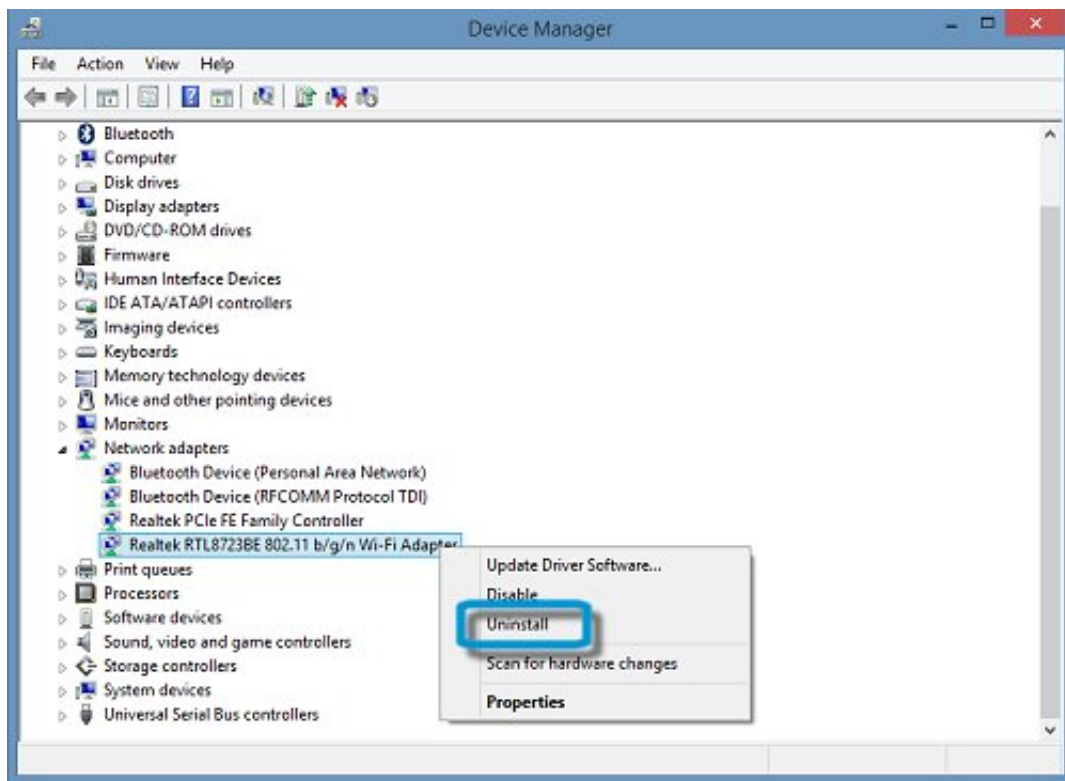 Device Manager
File Action View Help
Bluetooth
Computer
Disk drives
Display adapters
DVD/CD-ROM drives
Firmware
Human Interface Devices
IDE ATA/ATAPI controllers
Imaging devices
Keyboards
Memory technology devices
Mice and other pointing devices
Monitors
Network adapters
Bluetooth Device (Personal Area Network)
Bluetooth Device (RFCOMM Protocol TDI)
Realtek PCIe FE Family Controller
Realtek RTL8723BE 802.11 b/g/n Wi-Fi Adapter
Print queues
Processors
Software devices
Sound, video and game controllers
Storage controllers
System devices
Universal Serial Bus controllers
Update Driver Software...
Disable
Uninstall
Scan for hardware changes
Properties